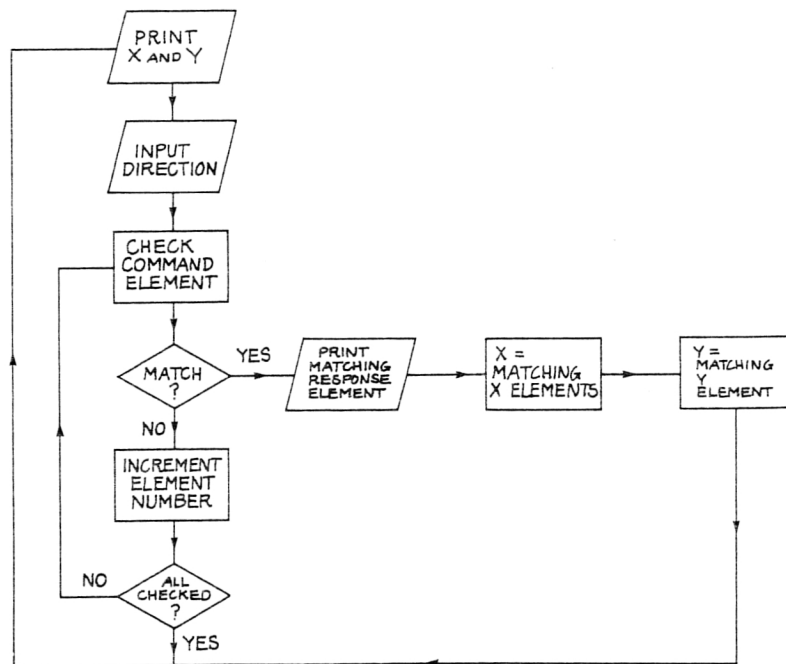 PRINT
X AND Y
INPUT
DIRECTION
CHECK
COMMAND
ELEMENT
MATCH
?
YES
PRINT
MATCHING
RESPONSE
ELEMENT
X =
MATCHING
X ELEMENTS
Y =
MATCHING
Y
ELEMENT
NO
INCREMENT
ELEMENT
NUMBER
ALL
CHECKED
?
NO
YES